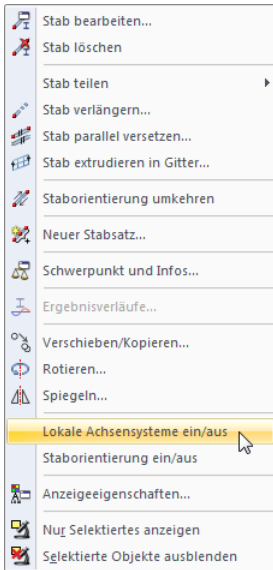 Stab bearbeiten...
Stab löschen
Stab teilen
Stab verlängern...
Stab parallel versetzen...
Stab extrudieren in Gitter...
Staborientierung umkehren
Neuer Stabsatz...
Schwerpunkt und Infos...
Ergebnisverläufe...
Verschieben/Kopieren...
Rotieren...
Spiegeln...
Lokale Achsensysteme ein/aus
Staborientierung ein/aus
Anzeigeeigenschaften...
Nur Selektiertes anzeigen
Selektierte Objekte ausblenden